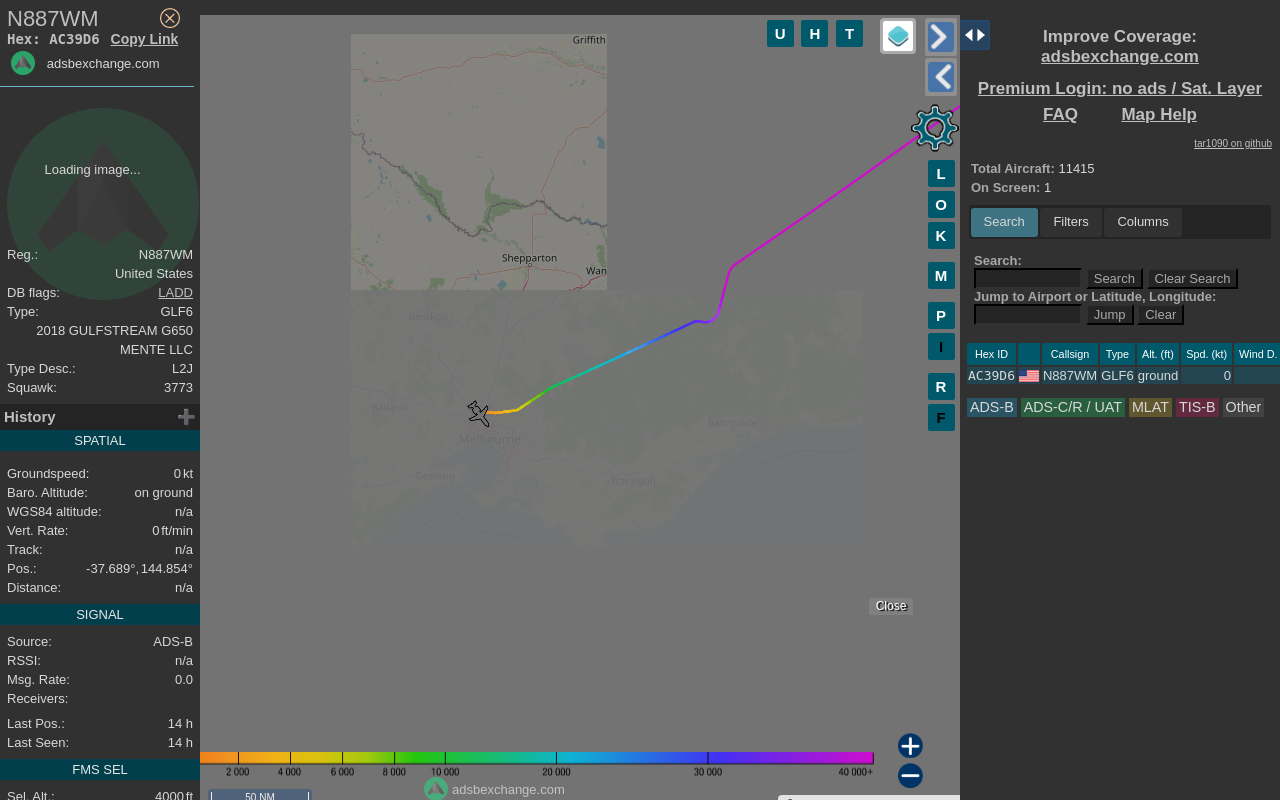 N887WM
Hex: AC39D6 Copy Link
adsbexchange.com
Loading image...
Reg.: N887WM
United States
DB flags: LADD
Type: GLF6
2018 GULFSTREAM G650
MENTE LLC
Type Desc.: L2J
Squawk: 3773
History
SPATIAL
Groundspeed: 0 kt
Baro. Altitude: on ground
WGS84 altitude: n/a
Vert. Rate: 0 ft/min
Track: n/a
Pos.: -37.689°, 144.854°
Distance: n/a
SIGNAL
Source: ADS-B
RSSI: n/a
Msg. Rate: 0.0
Receivers:
Last Pos.: 14 h
Last Seen: 14 h
FMS SEL
Sel. Alt.: 4000 ft
U H T
Griffith
Shepparton
Wan
Bendigo
Ballarat
Melbourne
Geelong
Traralgon
Bairnsdale
L
O
K
M
P
I
R
F
Close
2 000 4 000 6 000 8 000 10 000 20 000 30 000 40 000+
adsbexchange.com
50 NM
Improve Coverage:
adsbexchange.com
Premium Login: no ads / Sat. Layer
FAQ Map Help
tar1090 on github
Total Aircraft: 11415
On Screen: 1
Search Filters Columns
Search:
Search Clear Search
Jump to Airport or Latitude, Longitude:
Jump Clear
Hex ID Callsign Type Alt. (ft) Spd. (kt) Wind D.
AC39D6 N887WM GLF6 ground 0
ADS-B ADS-C/R / UAT MLAT TIS-B Other